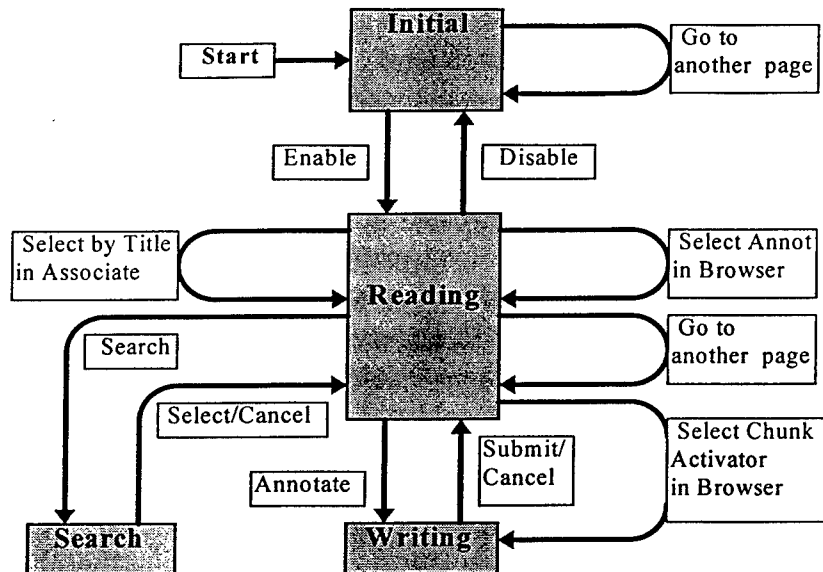 Initial
Start
Go to
another page
Enable
Disable
Select by Title
in Associate
Select Annot
in Browser
Reading
Search
Go to
another page
Select/Cancel
Select Chunk
Activator
in Browser
Submit/
Cancel
Annotate
Search
Writing